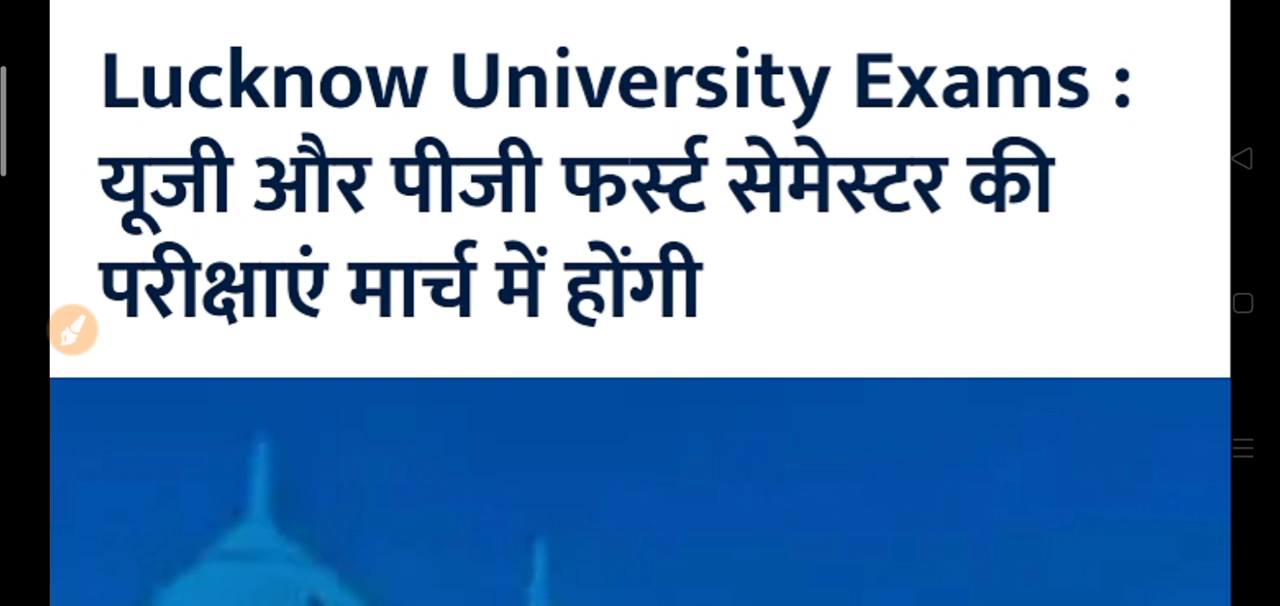 Lucknow University Exams :
यूजी और पीजी फर्स्ट सेमेस्टर की
परीक्षाएं मार्च में होंगी